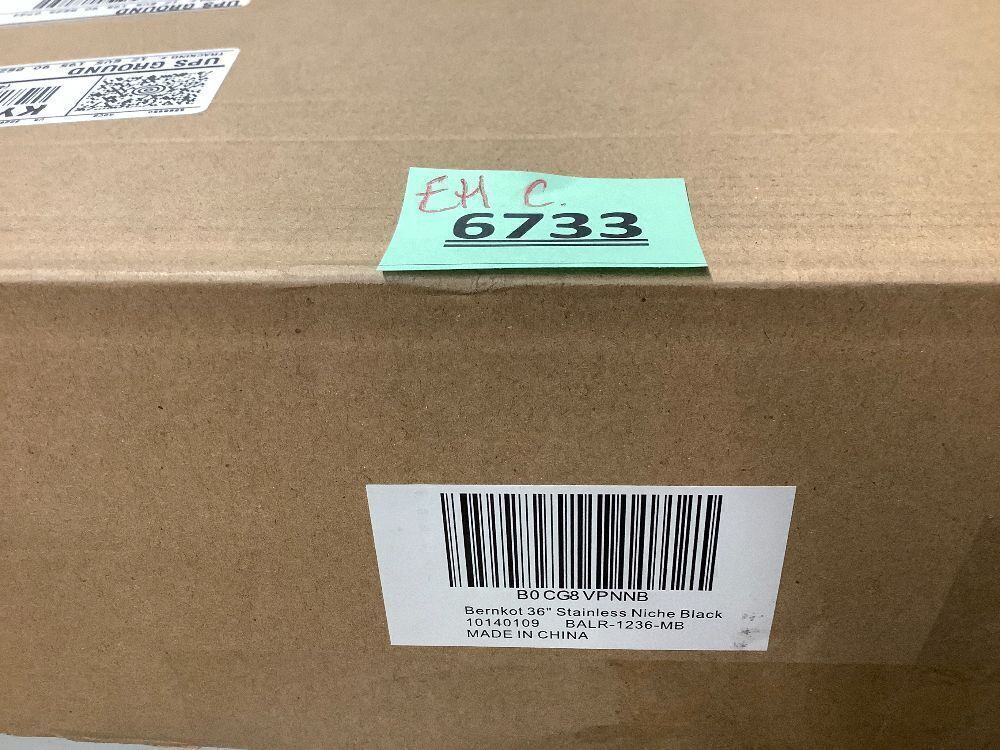 UPS GROUND
EH C.
6733
B0CG8VPNNB
Bernkot 36" Stainless Niche Black
10140109 BALR-1236-MB
MADE IN CHINA